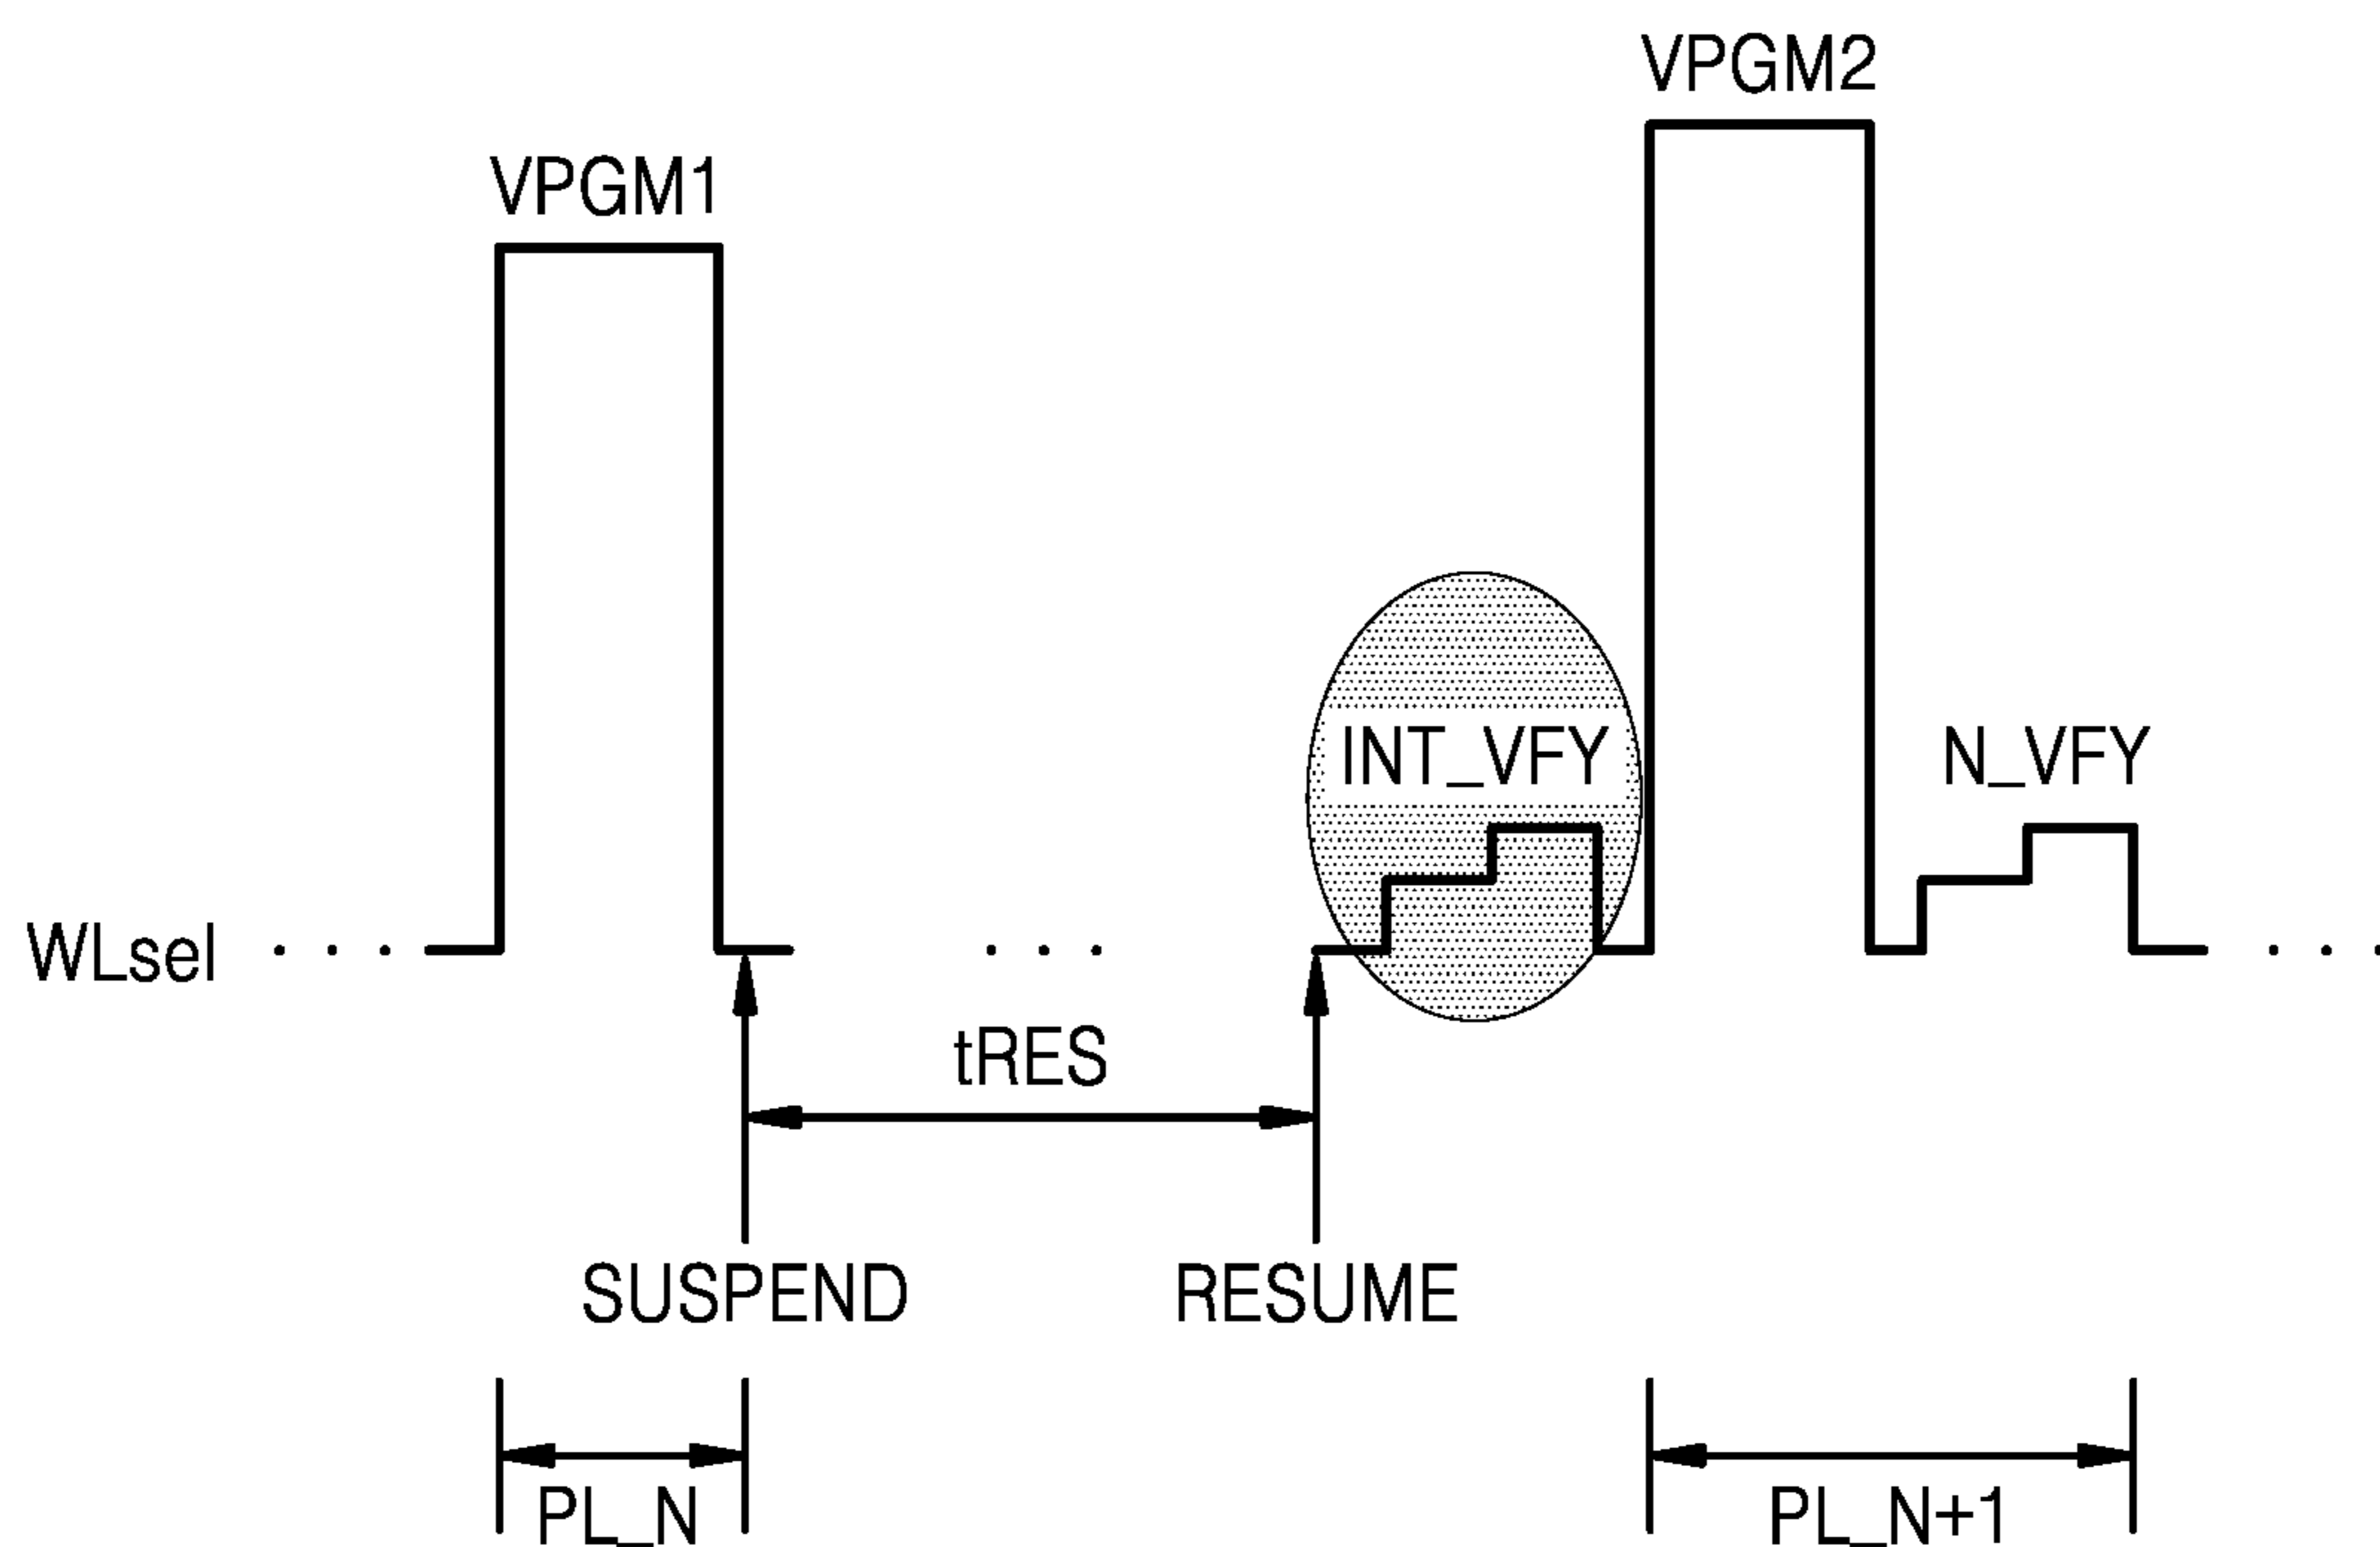 VPGM2
VPGM1
INT_VFY
N_VFY
WLsel
tRES
SUSPEND
RESUME
PL_N
PL_N+1